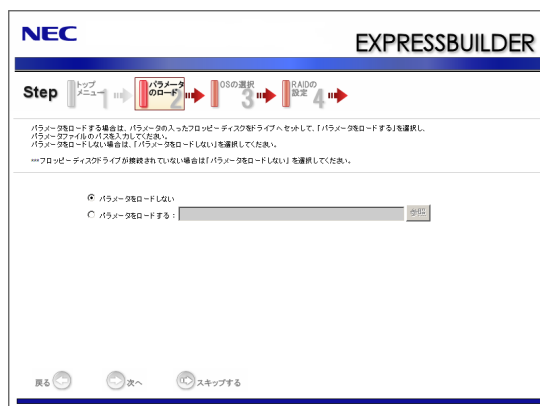 NEC
EXPRESSBUILDER
Step
トップメニュー 1
パラメータのロード 2
OSの選択 3
RAIDの設定 4
パラメータをロードする場合は、パラメータの入ったフロッピーディスクをドライブへセットして、「パラメータをロードする」を選択し、
パラメータファイルのパスを入力してください。
パラメータをロードしない場合は、「パラメータをロードしない」を選択してください。
***フロッピーディスクドライブが接続されていない場合は「パラメータをロードしない」を選択してください。
パラメータをロードしない
パラメータをロードする：
参照
戻る
次へ
スキップする